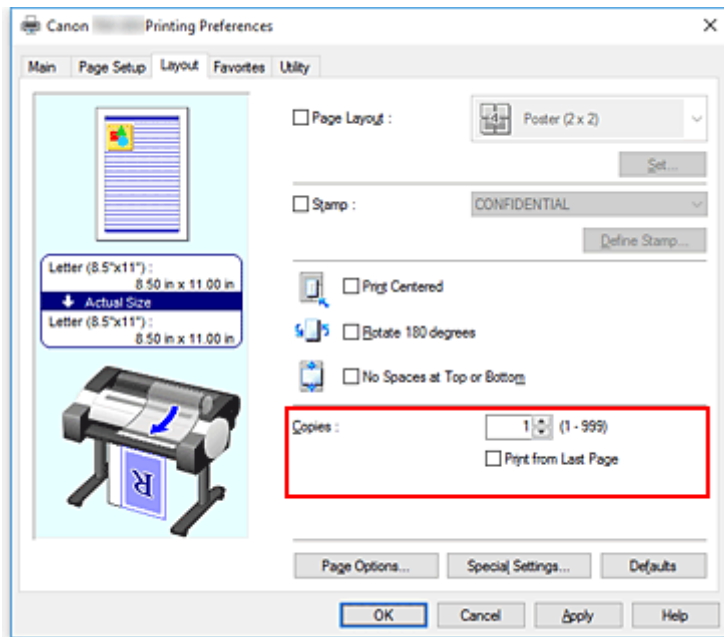 Canon Printing Preferences
Main Page Setup Layout Favorites Utility
Page Layout : Poster (2 x 2)
Set...
Stamp : CONFIDENTIAL
Define Stamp...
Letter (8.5"x11") :
8.50 in x 11.00 in
Actual Size
Letter (8.5"x11") :
8.50 in x 11.00 in
Print Centered
Rotate 180 degrees
No Spaces at Top or Bottom
Copies : 1 (1 - 999)
Print from Last Page
R
Page Options... Special Settings... Defaults
OK Cancel Apply Help